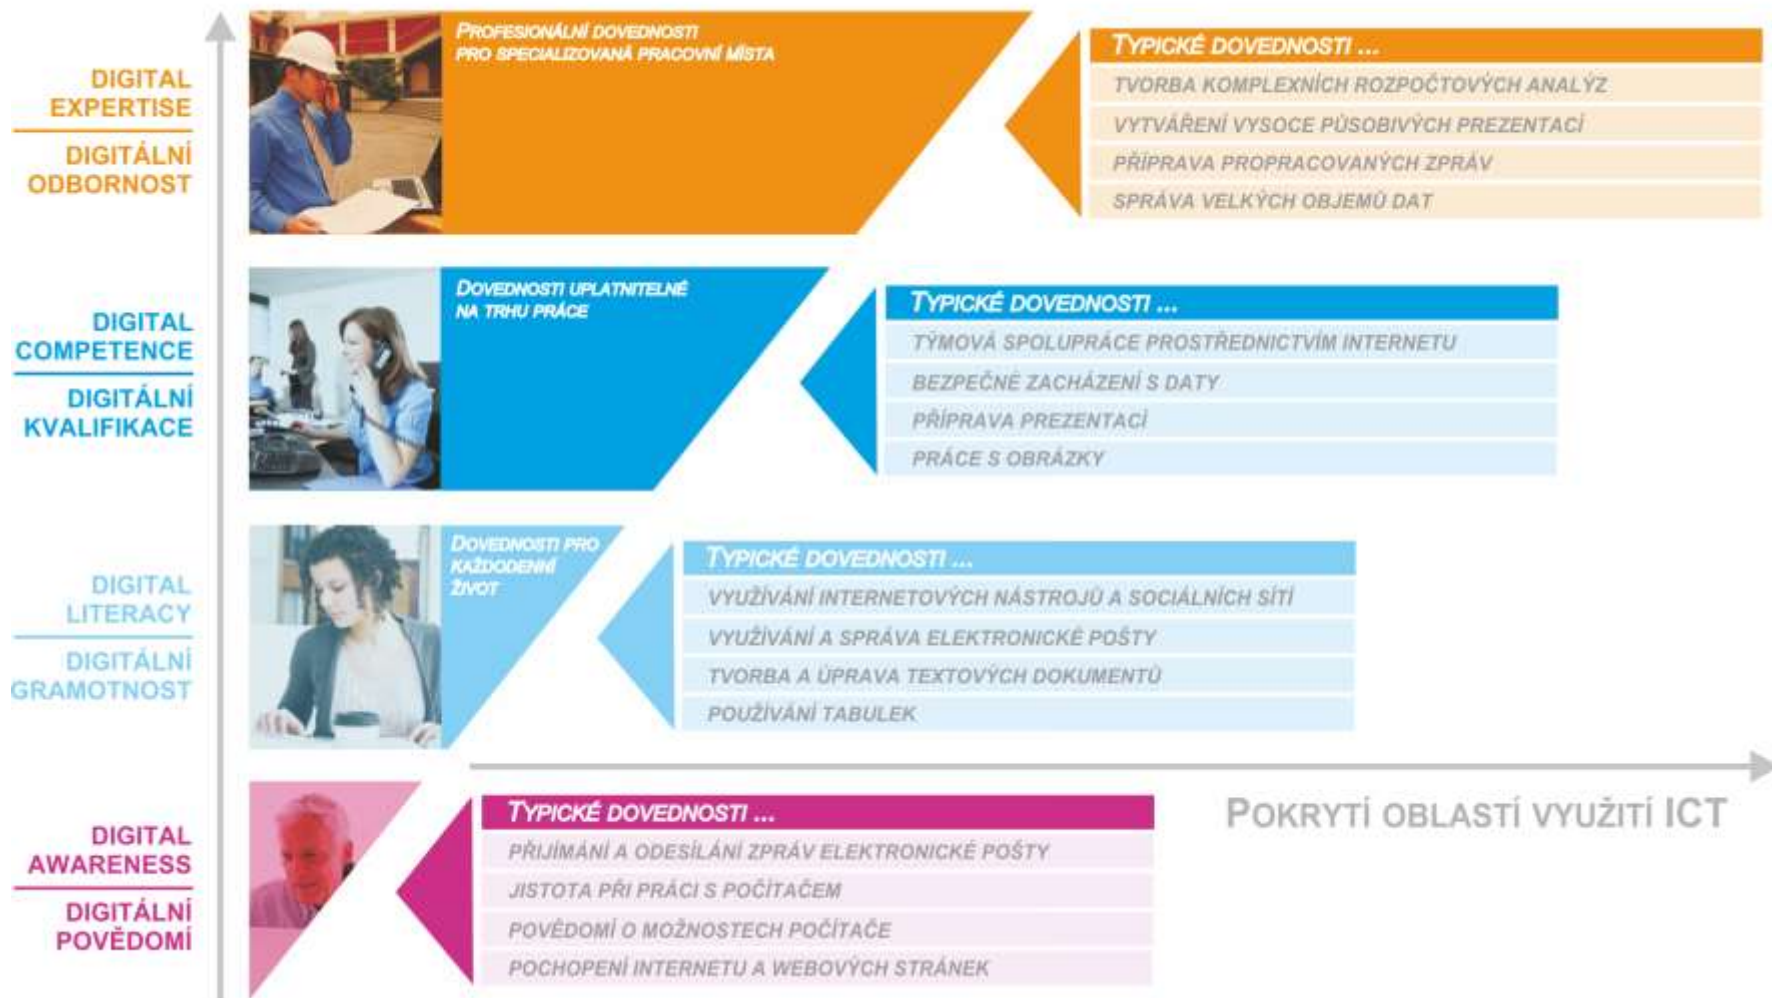 DIGITAL
EXPERTISE
DIGITÁLNÍ
ODBORNOST
PROFESIONÁLNÍ DOVEDNOSTI
PRO SPECIALIZOVANÁ PRACOVNÍ MÍSTA
TYPICKÉ DOVEDNOSTI ...
TVORBA KOMPLEXNÍCH ROZPOČTOVÝCH ANALÝZ
VYTVÁŘENÍ VYSOCE PŮSOBIVÝCH PREZENTACÍ
PŘÍPRAVA PROPRACOVANÝCH ZPRÁV
SPRÁVA VELKÝCH OBJEMŮ DAT
DIGITAL
COMPETENCE
DIGITÁLNÍ
KVALIFIKACE
DOVEDNOSTI UPLATNITELNÉ
NA TRHU PRÁCE
TYPICKÉ DOVEDNOSTI ...
TÝMOVÁ SPOLUPRÁCE PROSTŘEDNICTVÍM INTERNETU
BEZPEČNÉ ZACHÁZENÍ S DATY
PŘÍPRAVA PREZENTACÍ
PRÁCE S OBRÁZKY
DIGITAL
LITERACY
DIGITÁLNÍ
GRAMOTNOST
DOVEDNOSTI PRO
KAŽDODENNÍ
ŽIVOT
TYPICKÉ DOVEDNOSTI ...
VYUŽÍVÁNÍ INTERNETOVÝCH NÁSTROJŮ A SOCIÁLNÍCH SÍTÍ
VYUŽÍVÁNÍ A SPRÁVA ELEKTRONICKÉ POŠTY
TVORBA A ÚPRAVA TEXTOVÝCH DOKUMENTŮ
POUŽÍVÁNÍ TABULEK
POKRYTÍ OBLASTÍ VYUŽITÍ ICT
DIGITAL
AWARENESS
DIGITÁLNÍ
POVĚDOMÍ
TYPICKÉ DOVEDNOSTI ...
PŘIJÍMÁNÍ A ODESÍLÁNÍ ZPRÁV ELEKTRONICKÉ POŠTY
JISTOTA PŘI PRÁCI S POČÍTAČEM
POVĚDOMÍ O MOŽNOSTECH POČÍTAČE
POCHOPENÍ INTERNETU A WEBOVÝCH STRÁNEK